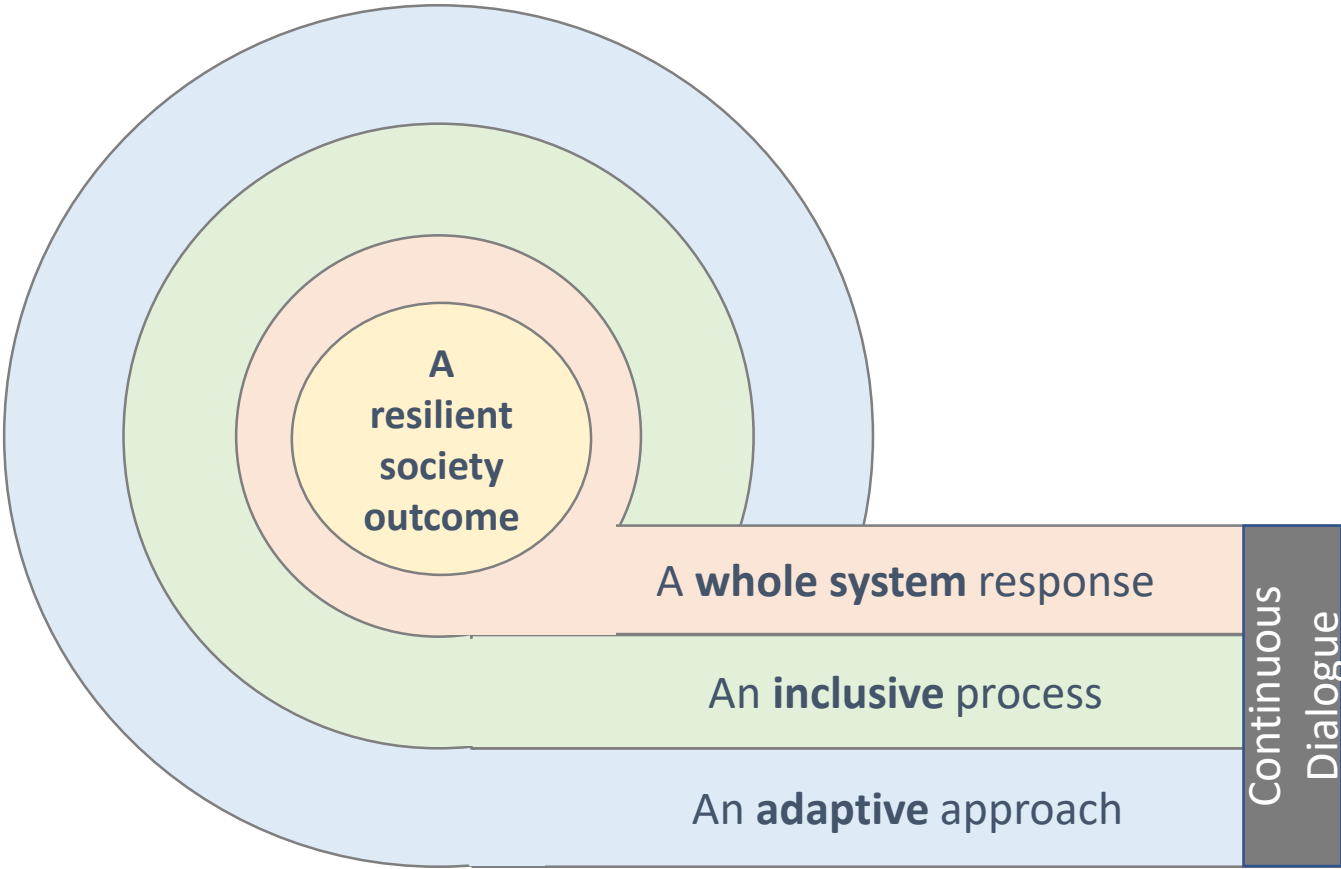 A
resilient
society
outcome
A whole system response
An inclusive process
An adaptive approach
Continuous
Dialogue